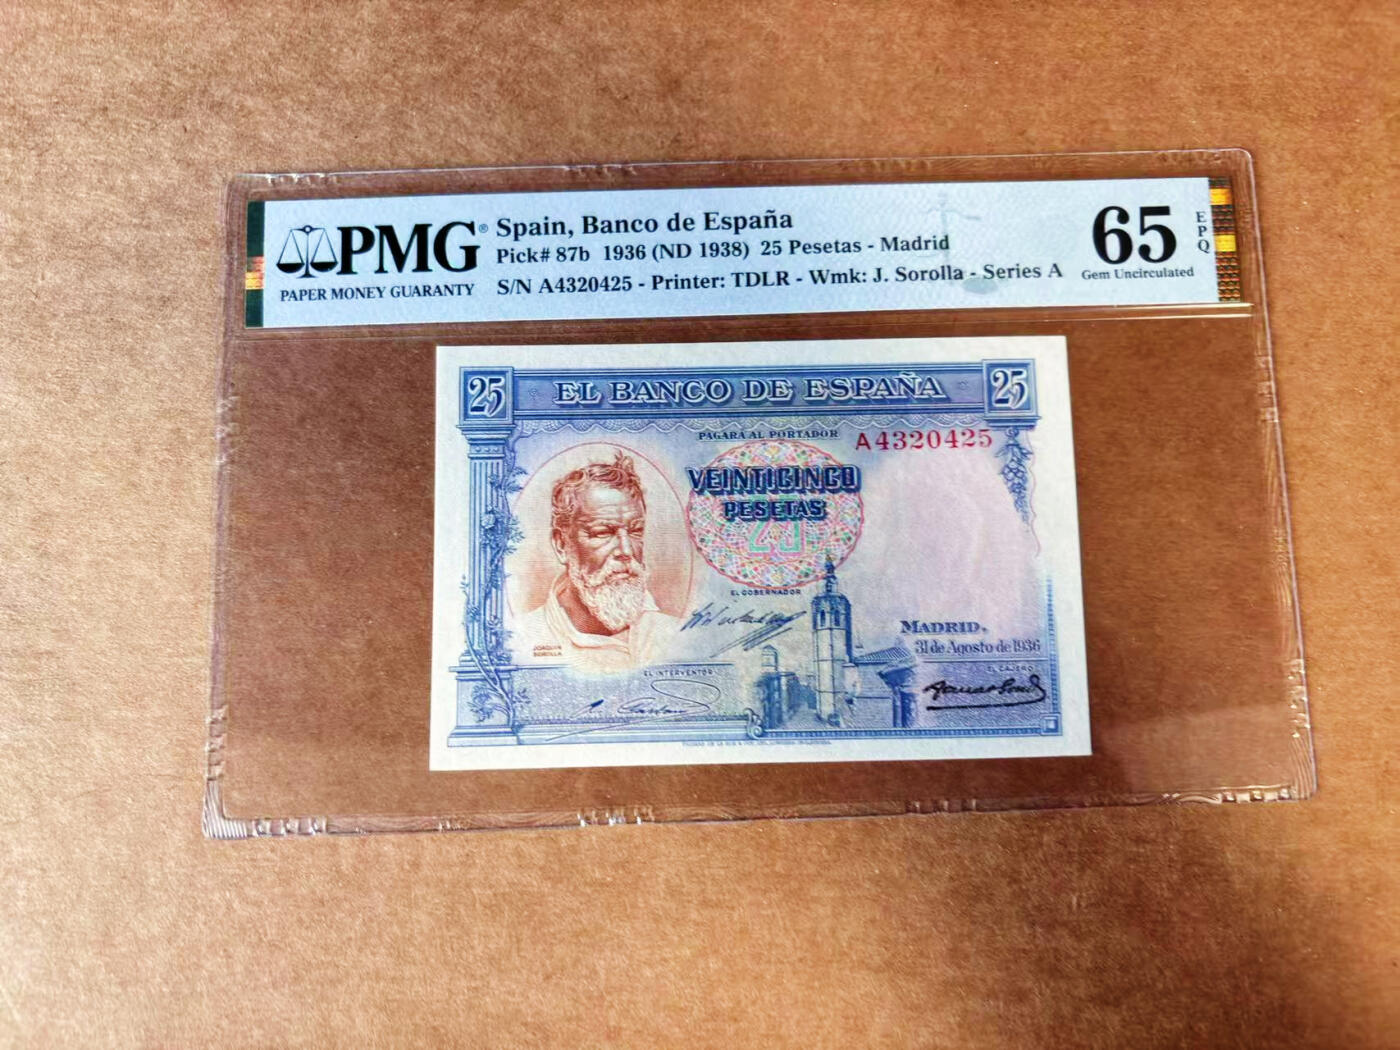 PMG®
PAPER MONEY GUARANTY
Spain, Banco de España
Pick# 87b 1936 (ND 1938) 25 Pesetas - Madrid
S/N A4320425 - Printer: TDLR - Wmk: J. Sorolla - Series A
65
EPQ
Gem Uncirculated
25
EL BANCO DE ESPAÑA
25
PAGARA AL PORTADOR
A4320425
VEINTICINCO
PESETAS
25
EL GOBERNADOR
JOAQUIN
SOROLLA
MADRID.
31 de Agosto de 1936
EL INTERVENTOR
EL CAJERO